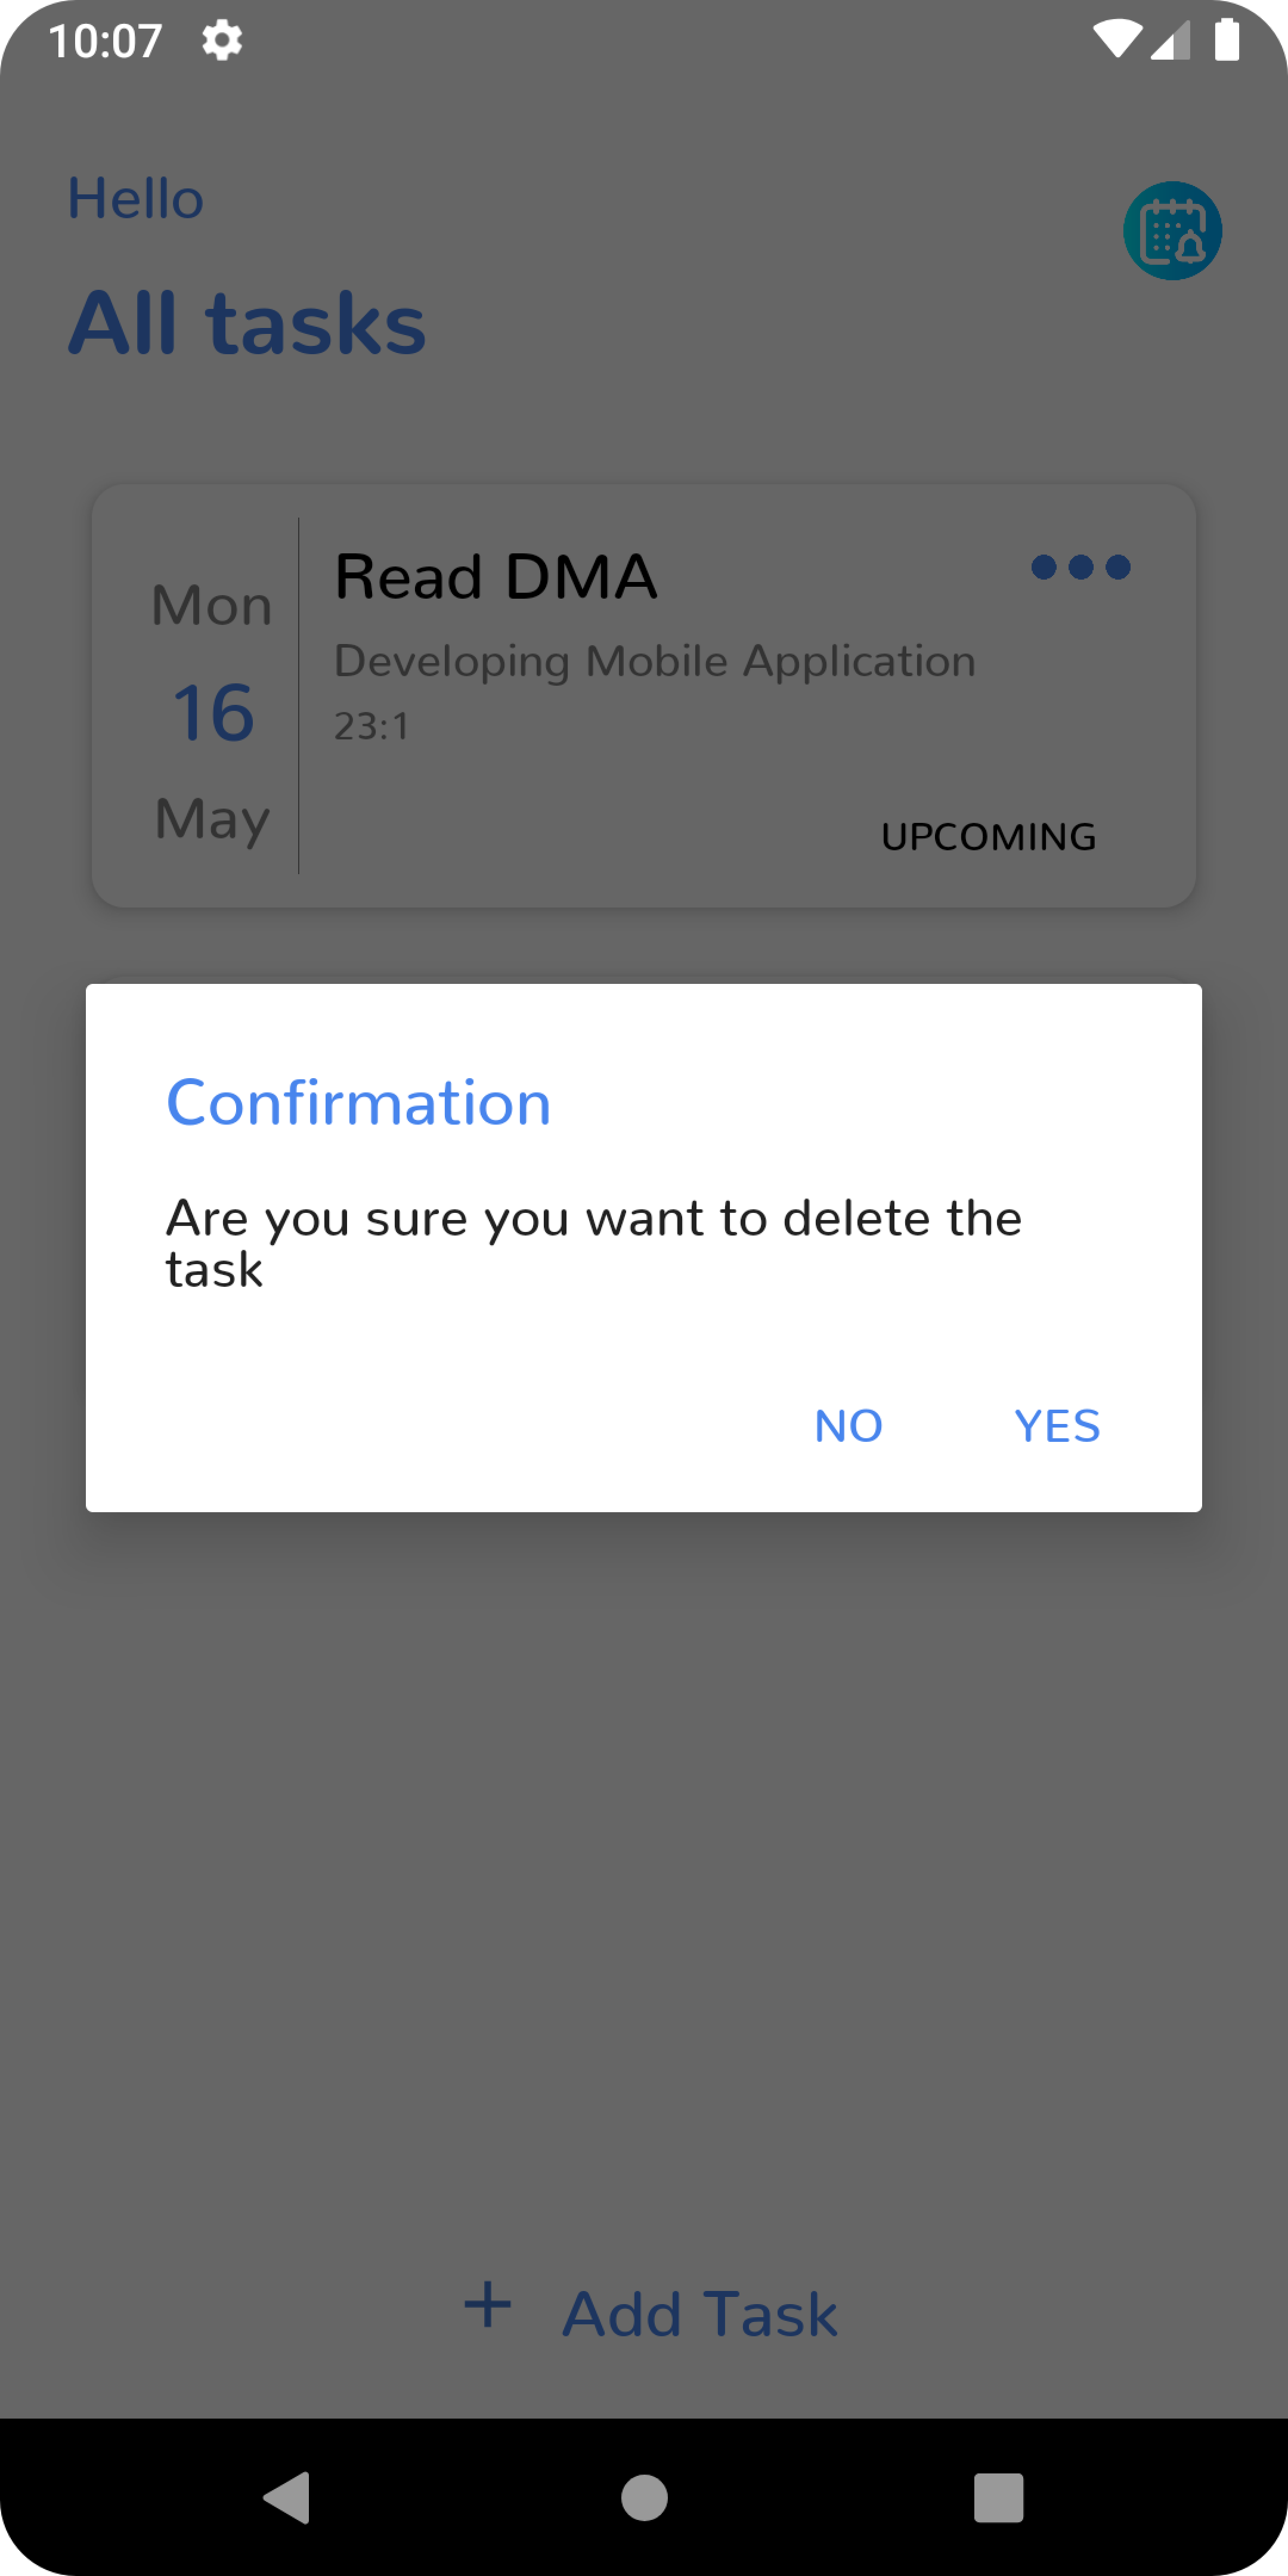 10:07
Hello
All tasks
Mon
16
May
Read DMA
Developing Mobile Application
23:1
UPCOMING
Confirmation
Are you sure you want to delete the
task
NO YES
+ Add Task